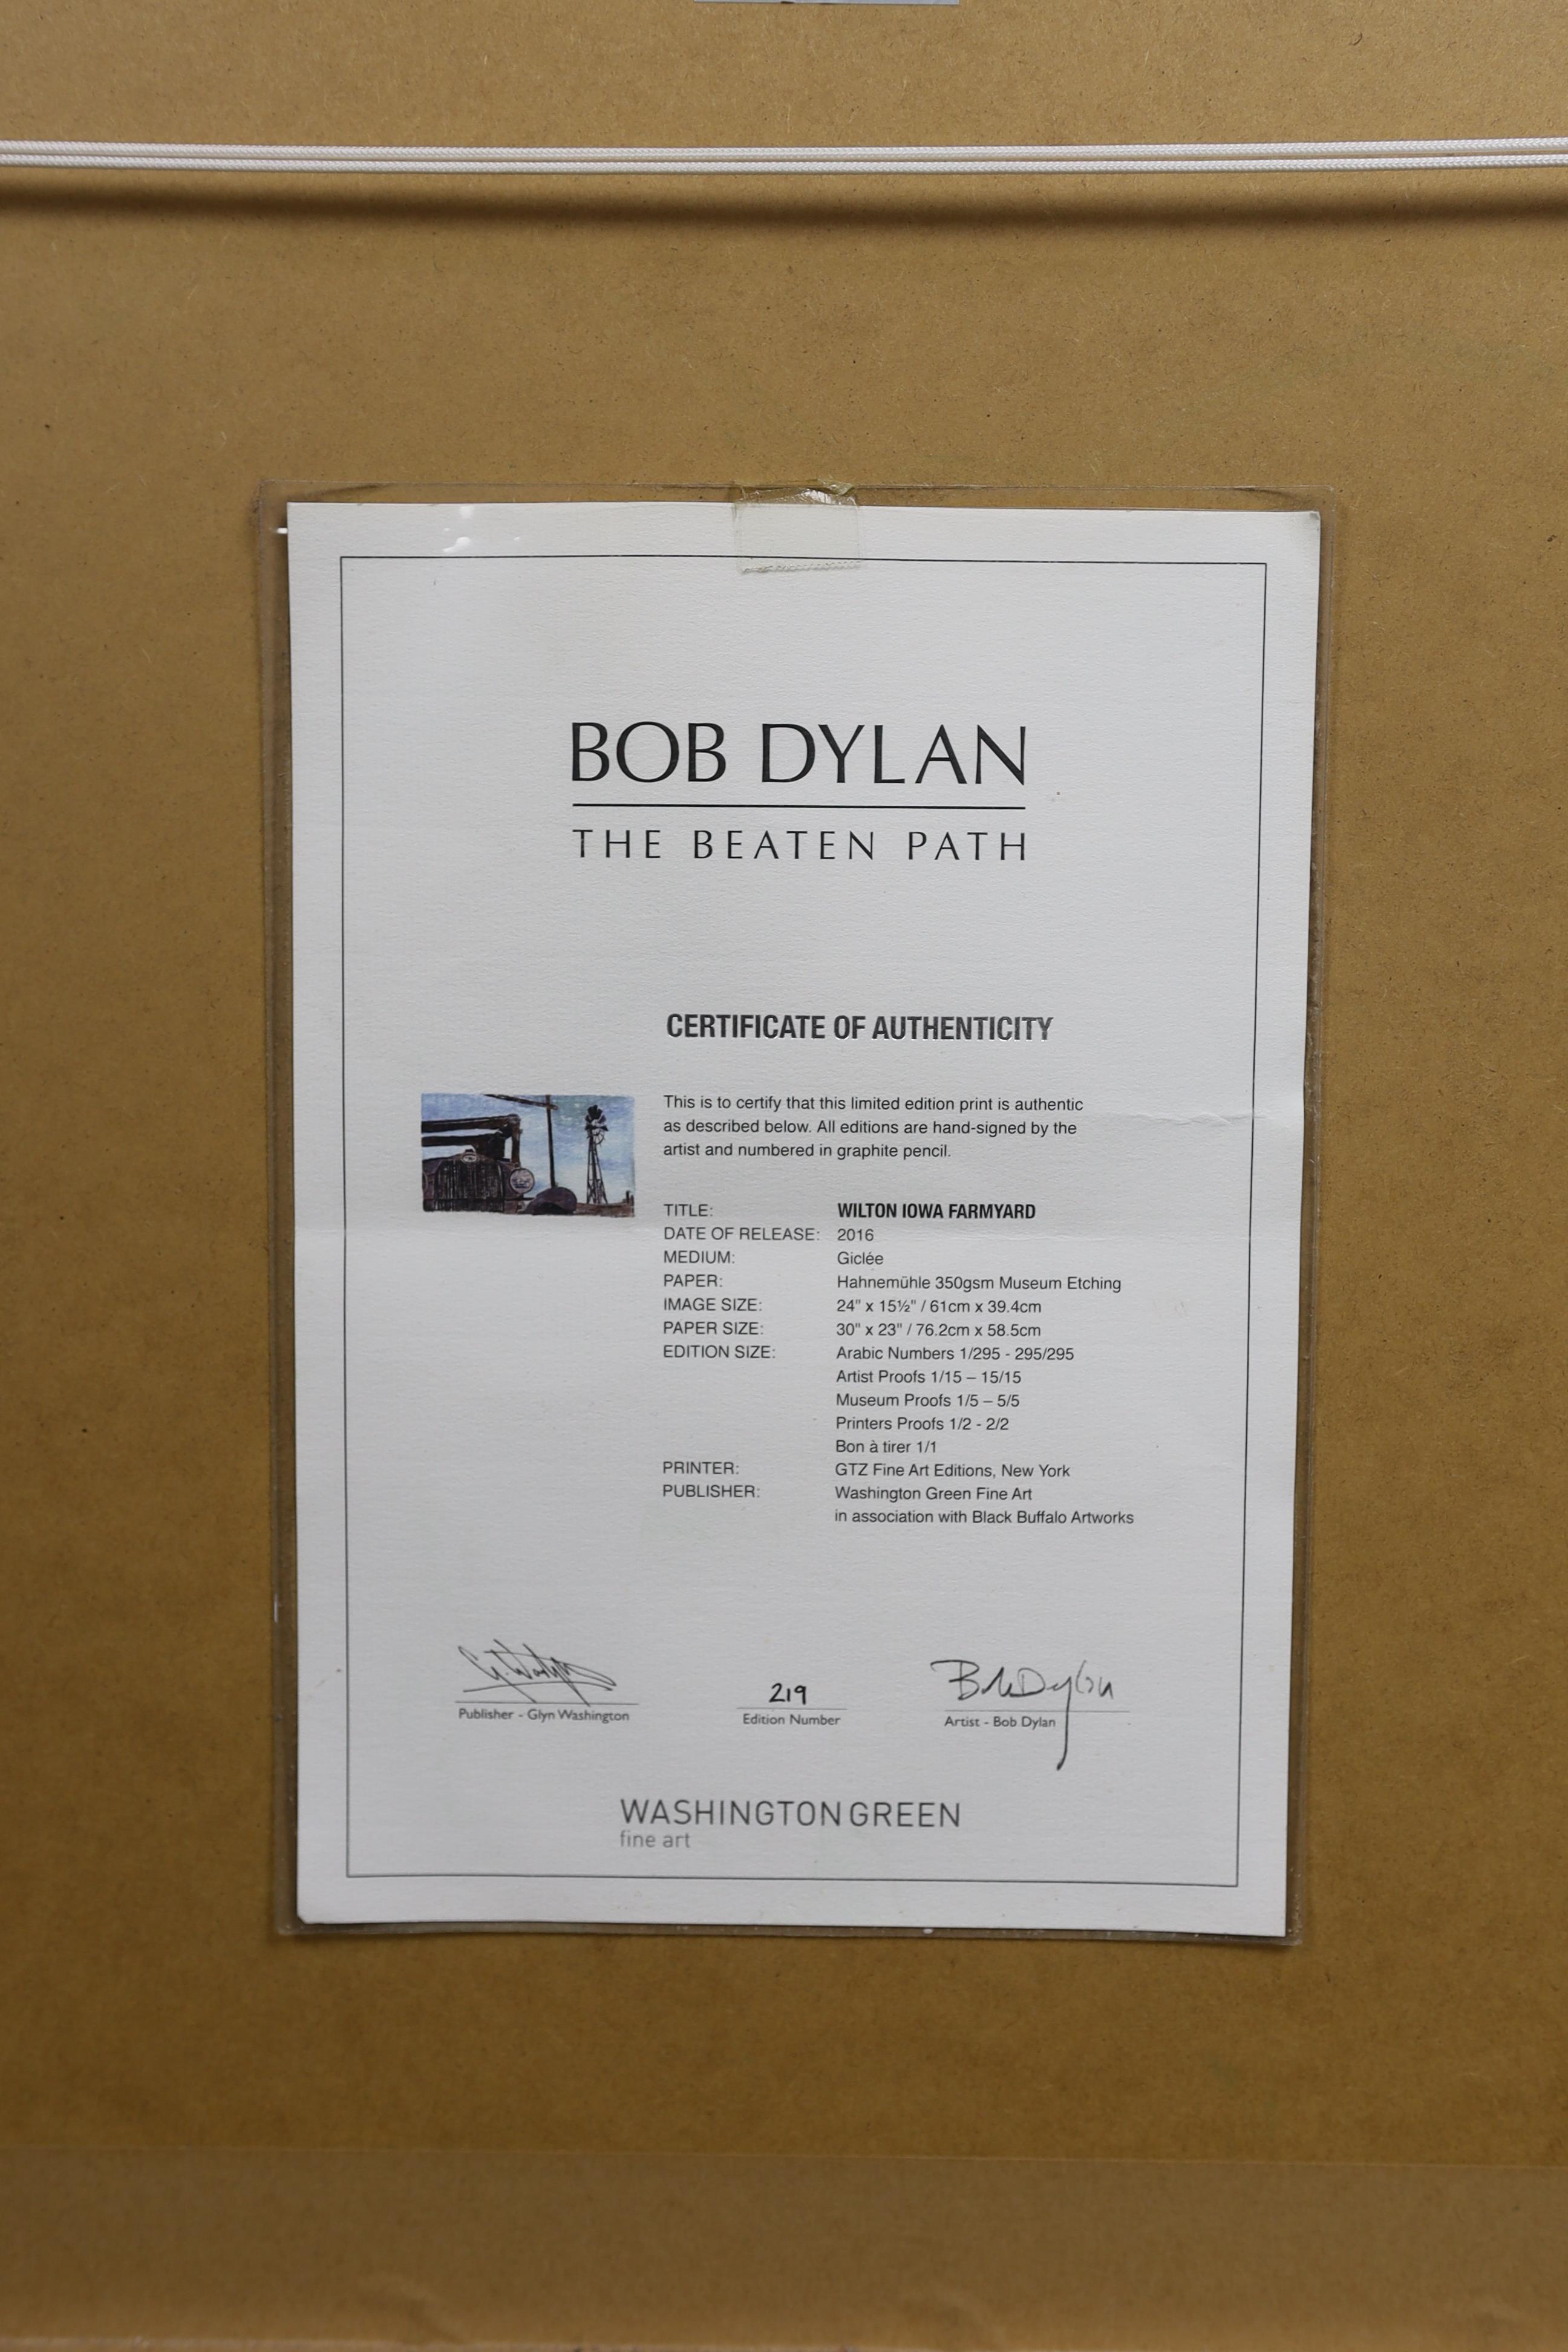 BOB DYLAN
THE BEATEN PATH
CERTIFICATE OF AUTHENTICITY
This is to certify that this limited edition print is authentic
as described below. All editions are hand-signed by the
artist and numbered in graphite pencil.
TITLE: WILTON IOWA FARMYARD
DATE OF RELEASE: 2016
MEDIUM: Giclée
PAPER: Hahnemühle 350gsm Museum Etching
IMAGE SIZE: 24" x 15½" / 61cm x 39.4cm
PAPER SIZE: 30" x 23" / 76.2cm x 58.5cm
EDITION SIZE: Arabic Numbers 1/295 - 295/295
Artist Proofs 1/15 – 15/15
Museum Proofs 1/5 – 5/5
Printers Proofs 1/2 - 2/2
Bon à tirer 1/1
PRINTER: GTZ Fine Art Editions, New York
PUBLISHER: Washington Green Fine Art
in association with Black Buffalo Artworks
219 Bob Dylan
Publisher - Glyn Washington Edition Number Artist - Bob Dylan
WASHINGTON GREEN
fine art